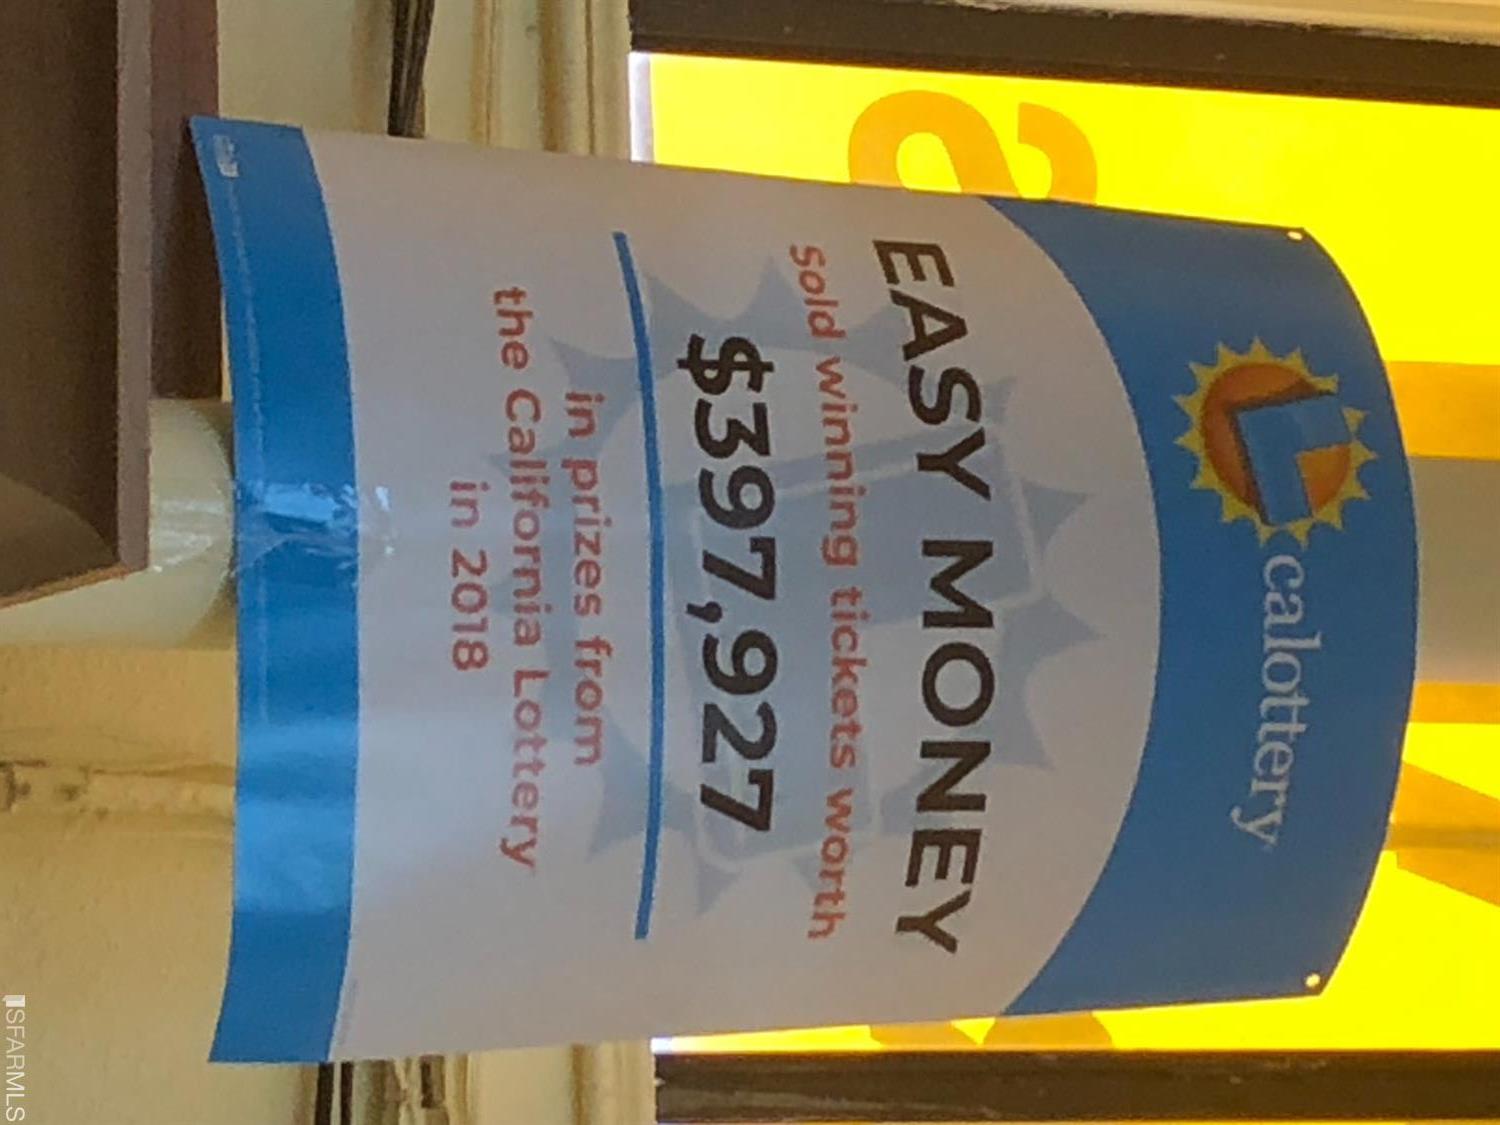 calottery
EASY MONEY
sold winning tickets worth
$397,927
in prizes from
the California Lottery
in 2018
SFARMLS